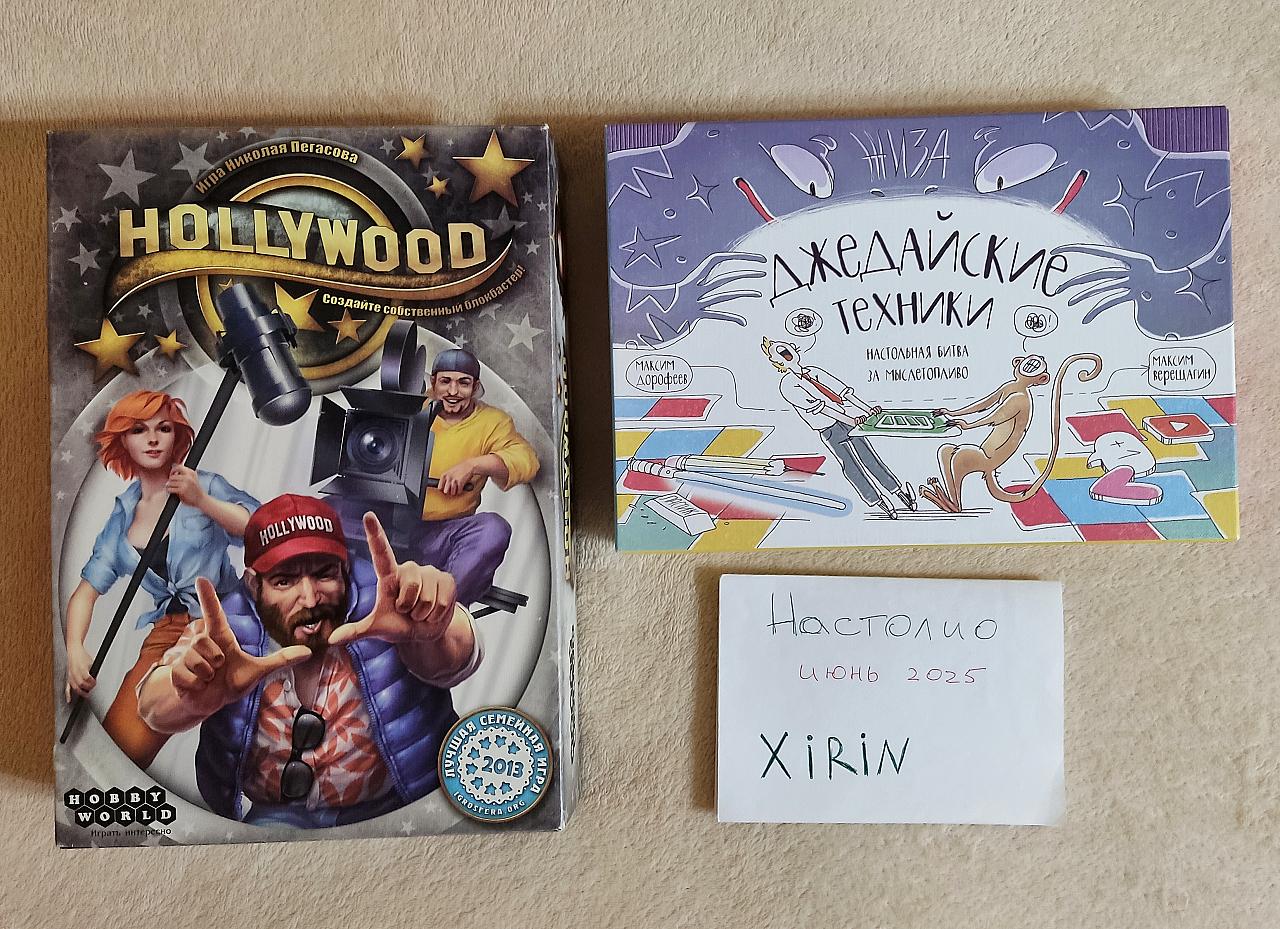 Игра Николая Пегасова
HOLLYWOOD
Создайте собственный блокбастер!
HOLLYWOOD
ЛУЧШАЯ СЕМЕЙНАЯ ИГРА
2013
IGROSFERA.ORG
HOBBY
WORLD
Играть интересно
ЖИЗА
ДЖЕДАЙСКИЕ
ТЕХНИКИ
НАСТОЛЬНАЯ БИТВА
ЗА МЫСЛЕТОПЛИВО
МАКСИМ
ДОРОФЕЕВ
МАКСИМ
ВЕРЕЩАГИН
Настолио
июнь 2025
XiRiN